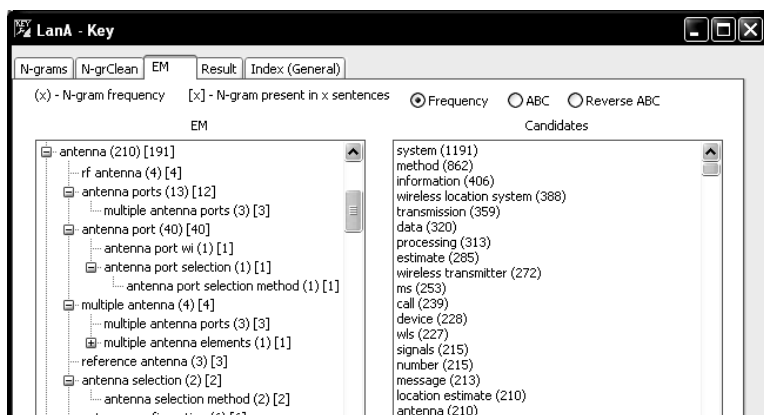 KEY LanA - Key
N-grams N-grClean EM Result Index (General)
(x) - N-gram frequency [x] - N-gram present in x sentences Frequency ABC Reverse ABC
EM
antenna (210) [191]
rf antenna (4) [4]
antenna ports (13) [12]
multiple antenna ports (3) [3]
antenna port (40) [40]
antenna port wi (1) [1]
antenna port selection (1) [1]
antenna port selection method (1) [1]
multiple antenna (4) [4]
multiple antenna ports (3) [3]
multiple antenna elements (1) [1]
reference antenna (3) [3]
antenna selection (2) [2]
antenna selection method (2) [2]
Candidates
system (1191)
method (862)
information (406)
wireless location system (388)
transmission (359)
data (320)
processing (313)
estimate (285)
wireless transmitter (272)
ms (253)
call (239)
device (228)
wls (227)
signals (215)
number (215)
message (213)
location estimate (210)
antenna (210)